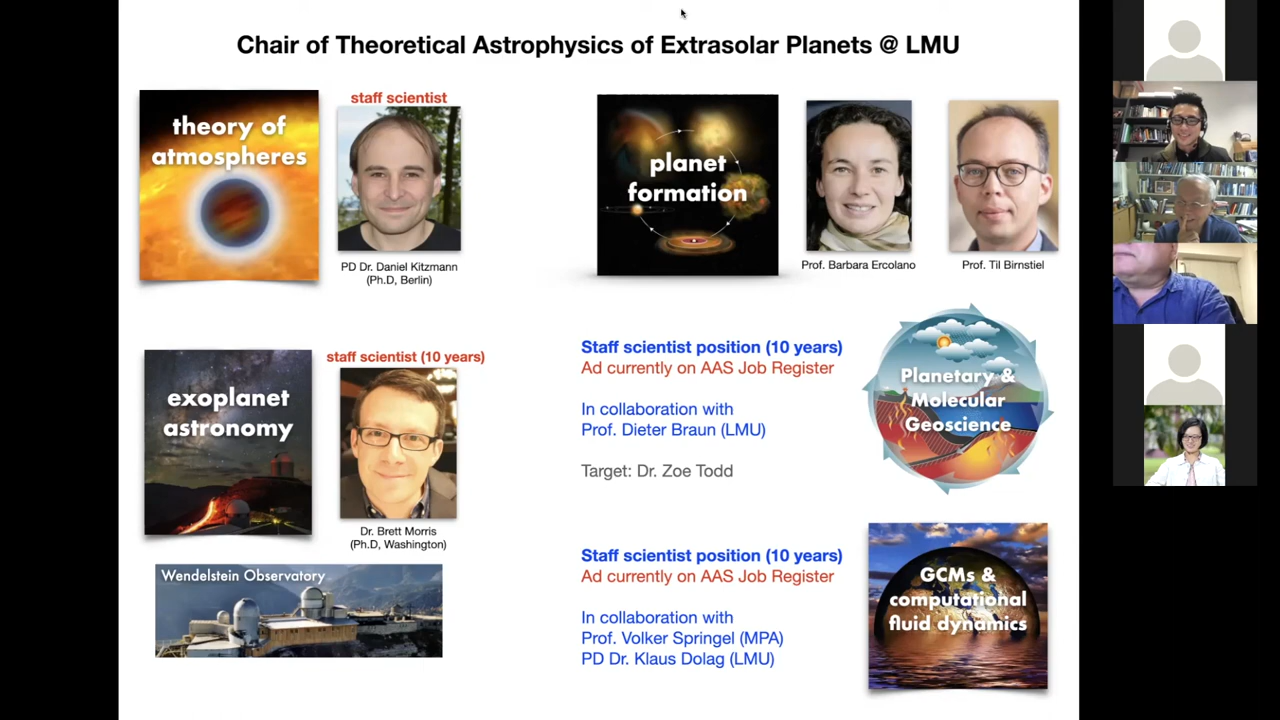 Chair of Theoretical Astrophysics of Extrasolar Planets @ LMU
theory of
atmospheres
staff scientist
PD Dr. Daniel Kitzmann
(Ph.D, Berlin)
planet
formation
Prof. Barbara Ercolano
Prof. Til Birnstiel
exoplanet
astronomy
staff scientist (10 years)
Dr. Brett Morris
(Ph.D, Washington)
Wendelstein Observatory
Staff scientist position (10 years)
Ad currently on AAS Job Register
In collaboration with
Prof. Dieter Braun (LMU)
Target: Dr. Zoe Todd
Planetary &
Molecular
Geoscience
Staff scientist position (10 years)
Ad currently on AAS Job Register
In collaboration with
Prof. Volker Springel (MPA)
PD Dr. Klaus Dolag (LMU)
GCMs &
computational
fluid dynamics